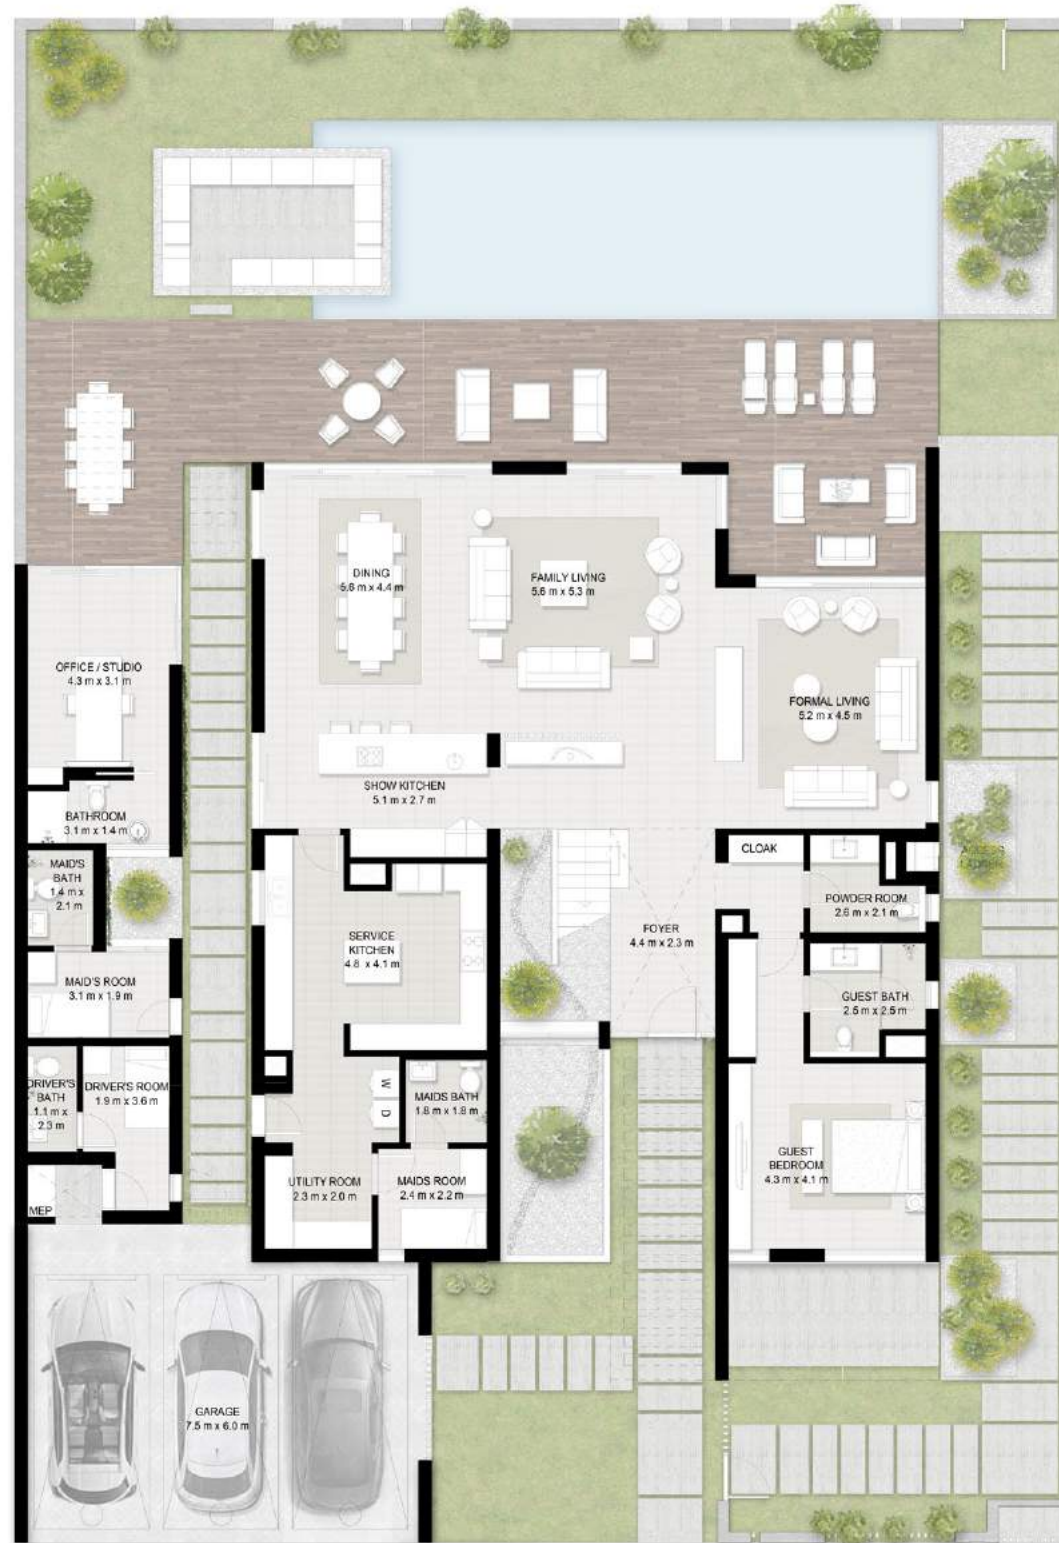 DINING
5.6 m x 4.4 m
FAMILY LIVING
5.6 m x 5.3 m
OFFICE / STUDIO
4.3 m x 3.1 m
FORMAL LIVING
5.2 m x 4.5 m
SHOW KITCHEN
5.1 m x 2.7 m
BATHROOM
3.1 m x 1.4 m
MAID'S
BATH
1.4 m x
2.1 m
CLOAK
POWDER ROOM
2.6 m x 2.1 m
FOYER
4.4 m x 2.3 m
SERVICE
KITCHEN
4.8 x 4.1 m
MAID'S ROOM
3.1 m x 1.9 m
GUEST BATH
2.5 m x 2.5 m
DRIVER'S
BATH
1.1 m x
2.3 m
DRIVER'S ROOM
1.9 m x 3.6 m
W
D
MAIDS BATH
1.8 m x 1.8 m
GUEST
BEDROOM
4.3 m x 4.1 m
UTILITY ROOM
2.3 m x 2.0 m
MAIDS ROOM
2.4 m x 2.2 m
MEP
GARAGE
7.5 m x 6.0 m